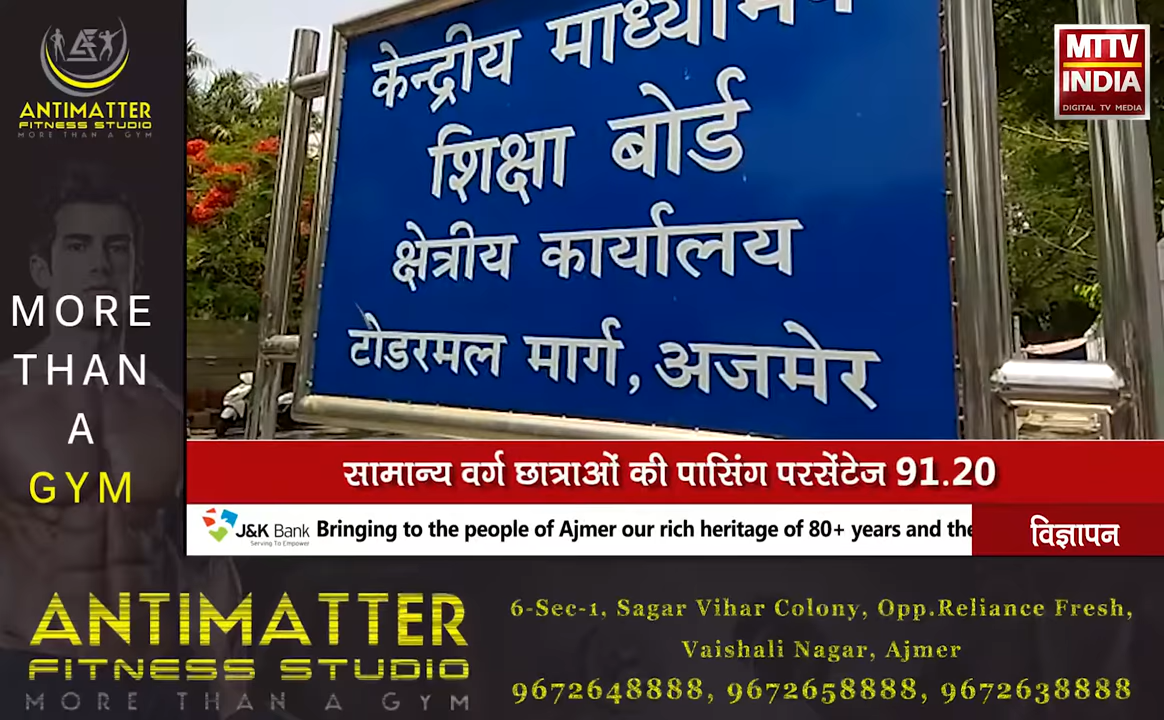 ANTIMATTER
FITNESS STUDIO
MORE THAN A GYM
MORE
THAN
A
GYM
केन्द्रीय माध्यमिक
शिक्षा बोर्ड
क्षेत्रीय कार्यालय
टोडरमल मार्ग, अजमेर
MTTV
INDIA
DIGITAL TV MEDIA
सामान्य वर्ग छात्राओं की पासिंग परसेंटेज 91.20
J&K Bank
Serving To Empower
Bringing to the people of Ajmer our rich heritage of 80+ years and the
विज्ञापन
ANTIMATTER
FITNESS STUDIO
MORE THAN A GYM
6-Sec-1, Sagar Vihar Colony, Opp.Reliance Fresh,
Vaishali Nagar, Ajmer
9672648888, 9672658888, 9672638888